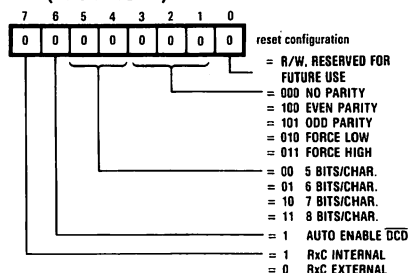 7 6 5 4 3 2 1 0
0 0 0 0 0 0 0 0 reset configuration
= R/W. RESERVED FOR
FUTURE USE
= 000 NO PARITY
= 100 EVEN PARITY
= 101 ODD PARITY
= 010 FORCE LOW
= 011 FORCE HIGH
= 00 5 BITS/CHAR.
= 01 6 BITS/CHAR.
= 10 7 BITS/CHAR.
= 11 8 BITS/CHAR.
= 1 AUTO ENABLE D̅C̅D̅
= 1 RxC INTERNAL
= 0 RxC EXTERNAL